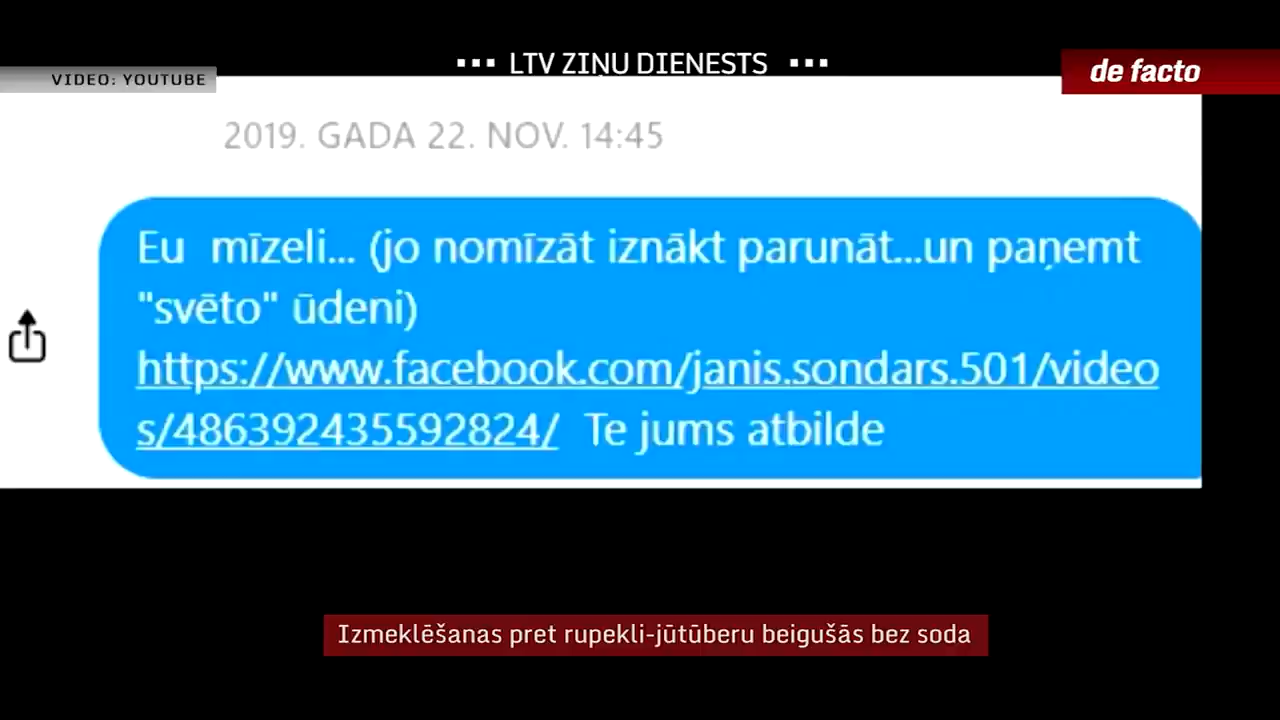 ••• LTV ZIŅU DIENESTS •••
VIDEO: YOUTUBE
de facto
2019. GADA 22. NOV. 14:45
Eu mīzeli... (jo nomīzāt iznākt parunāt...un paņemt
"svēto" ūdeni)
https://www.facebook.com/janis.sondars.501/video
s/486392435592824/ Te jums atbilde
Izmeklēšanas pret rupekli-jūtūberu beigušās bez soda